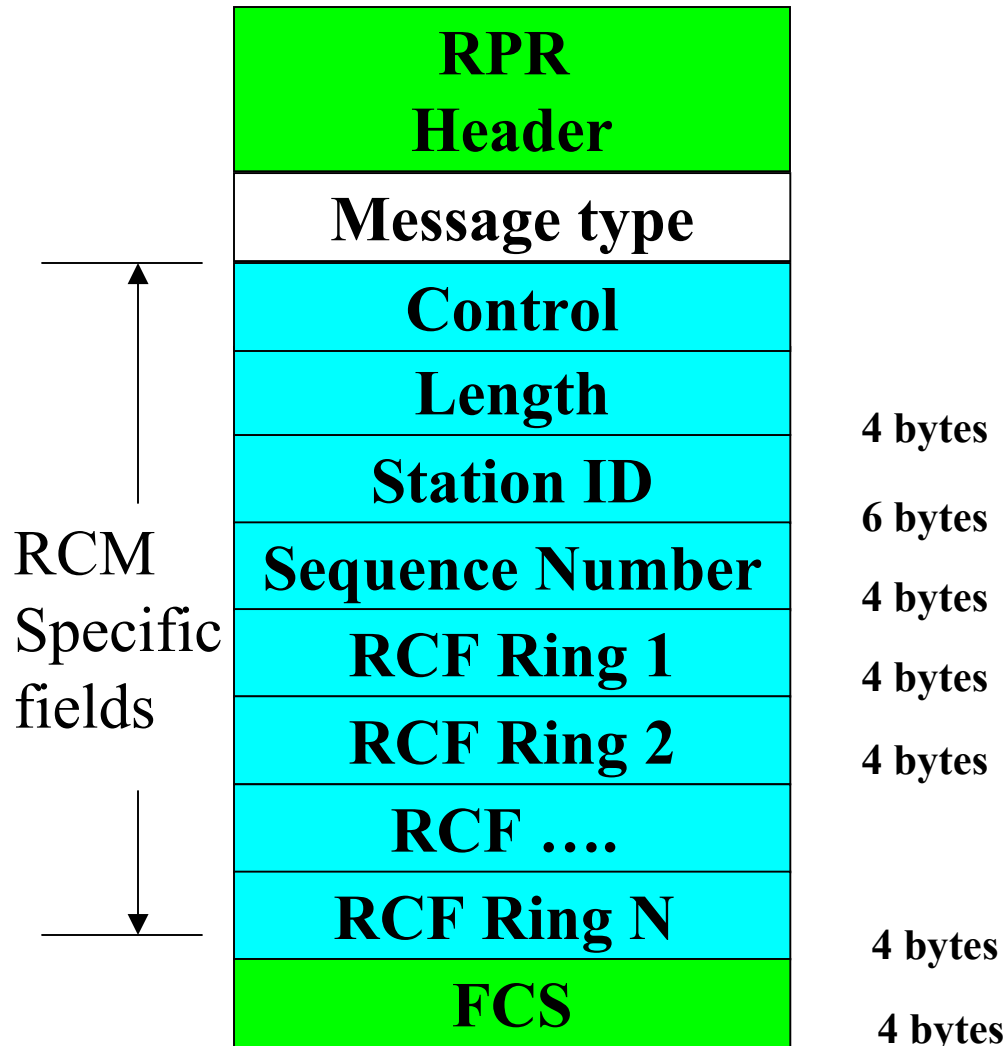 RPR
Header
Message type
Control
Length
4 bytes
Station ID
6 bytes
Sequence Number
4 bytes
RCM
Specific
fields
RCF Ring 1
4 bytes
RCF Ring 2
4 bytes
RCF ….
RCF Ring N
4 bytes
FCS
4 bytes